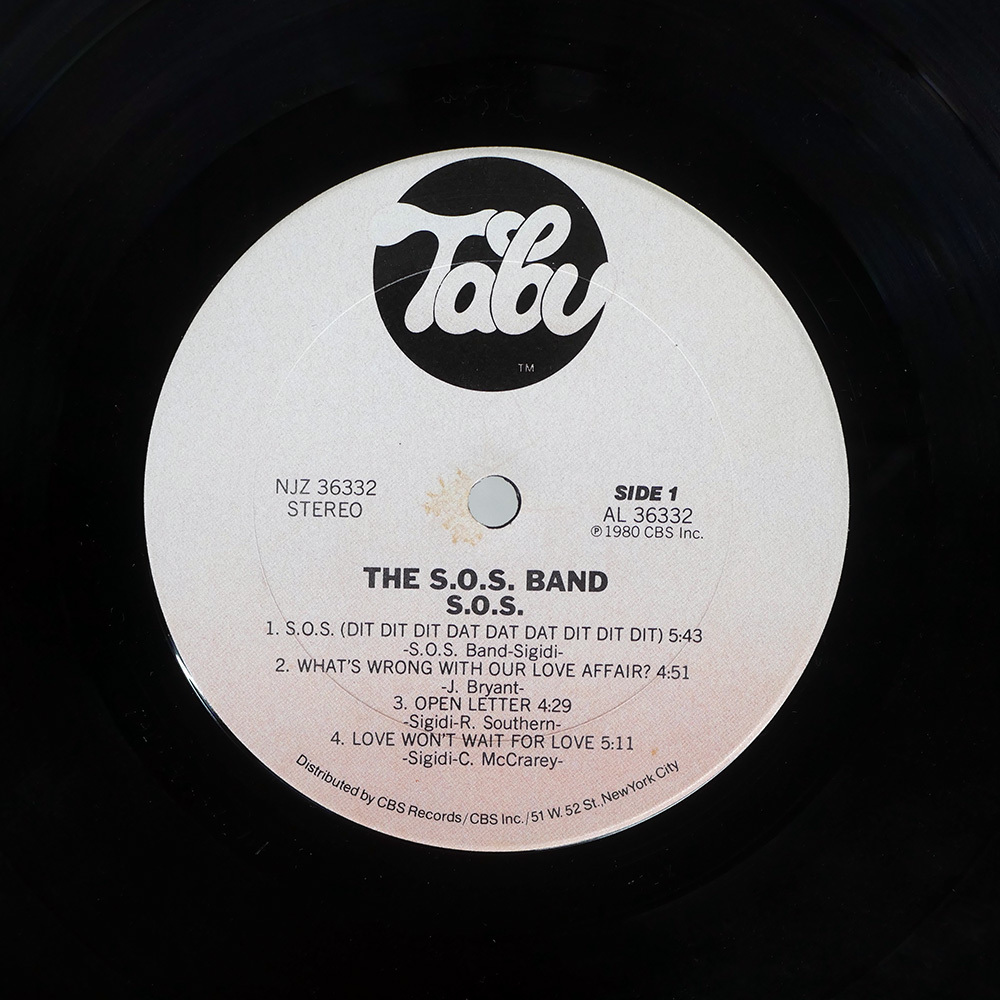 Tabu
TM
NJZ 36332
STEREO
SIDE 1
AL 36332
℗1980 CBS Inc.
THE S.O.S. BAND
S.O.S.
1. S.O.S. (DIT DIT DIT DAT DAT DAT DIT DIT DIT) 5:43
-S.O.S. Band-Sigidi-
2. WHAT'S WRONG WITH OUR LOVE AFFAIR? 4:51
-J. Bryant-
3. OPEN LETTER 4:29
-Sigidi-R. Southern-
4. LOVE WON'T WAIT FOR LOVE 5:11
-Sigidi-C. McCrarey-
Distributed by CBS Records/CBS Inc./51 W. 52 St., New York City